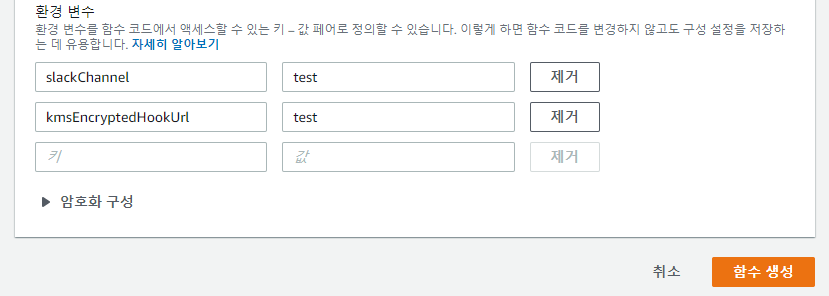 환경 변수
환경 변수를 함수 코드에서 액세스할 수 있는 키 – 값 페어로 정의할 수 있습니다. 이렇게 하면 함수 코드를 변경하지 않고도 구성 설정을 저장하
는 데 유용합니다. 자세히 알아보기
slackChannel test 제거
kmsEncryptedHookUrl test 제거
키 값 제거
암호화 구성
취소 함수 생성